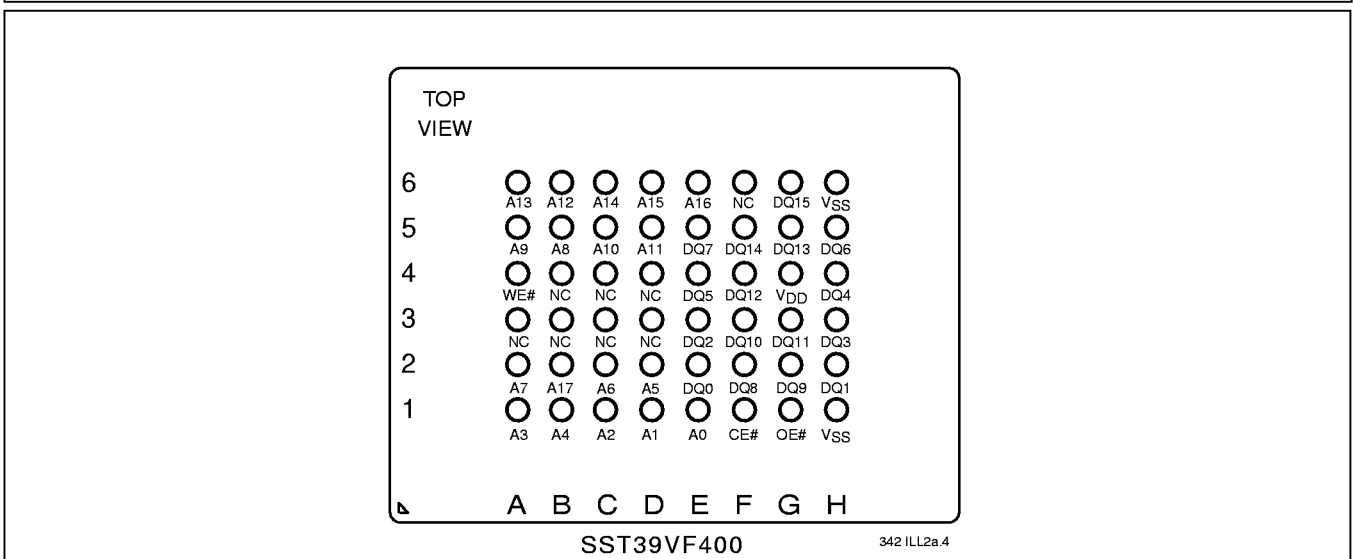 TOP
VIEW
6
A13 A12 A14 A15 A16 NC DQ15 VSS
5
A9 A8 A10 A11 DQ7 DQ14 DQ13 DQ6
4
WE# NC NC NC DQ5 DQ12 VDD DQ4
3
NC NC NC NC DQ2 DQ10 DQ11 DQ3
2
A7 A17 A6 A5 DQ0 DQ8 DQ9 DQ1
1
A3 A4 A2 A1 A0 CE# OE# VSS
A B C D E F G H
SST39VF400
342 ILL2a.4